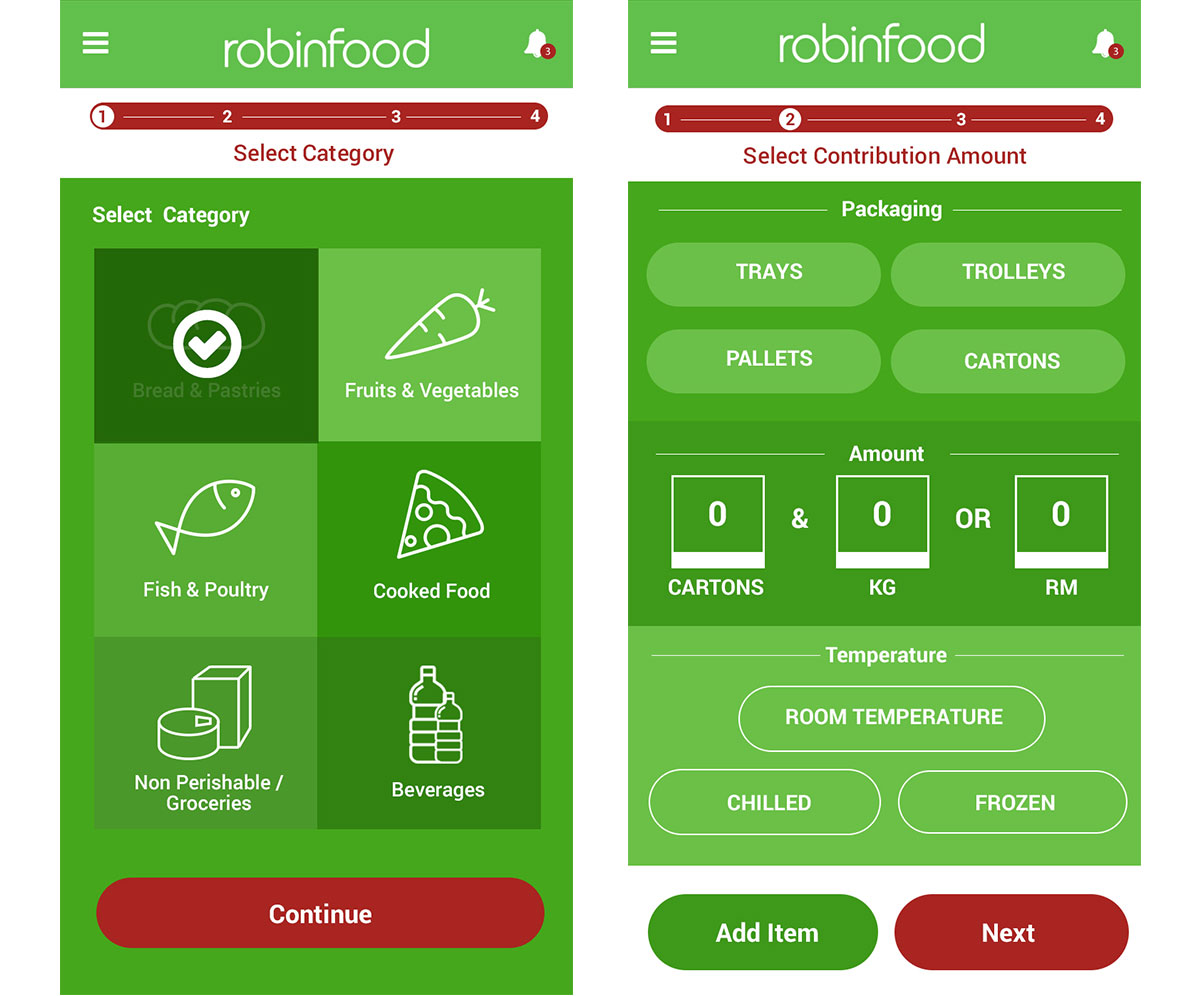 robinfood
3
1 2 3 4
Select Category
Select Category
Bread & Pastries
Fruits & Vegetables
Fish & Poultry
Cooked Food
Non Perishable /
Groceries
Beverages
Continue
robinfood
3
1 2 3 4
Select Contribution Amount
Packaging
TRAYS
TROLLEYS
PALLETS
CARTONS
Amount
0 & 0 OR 0
CARTONS KG RM
Temperature
ROOM TEMPERATURE
CHILLED
FROZEN
Add Item
Next